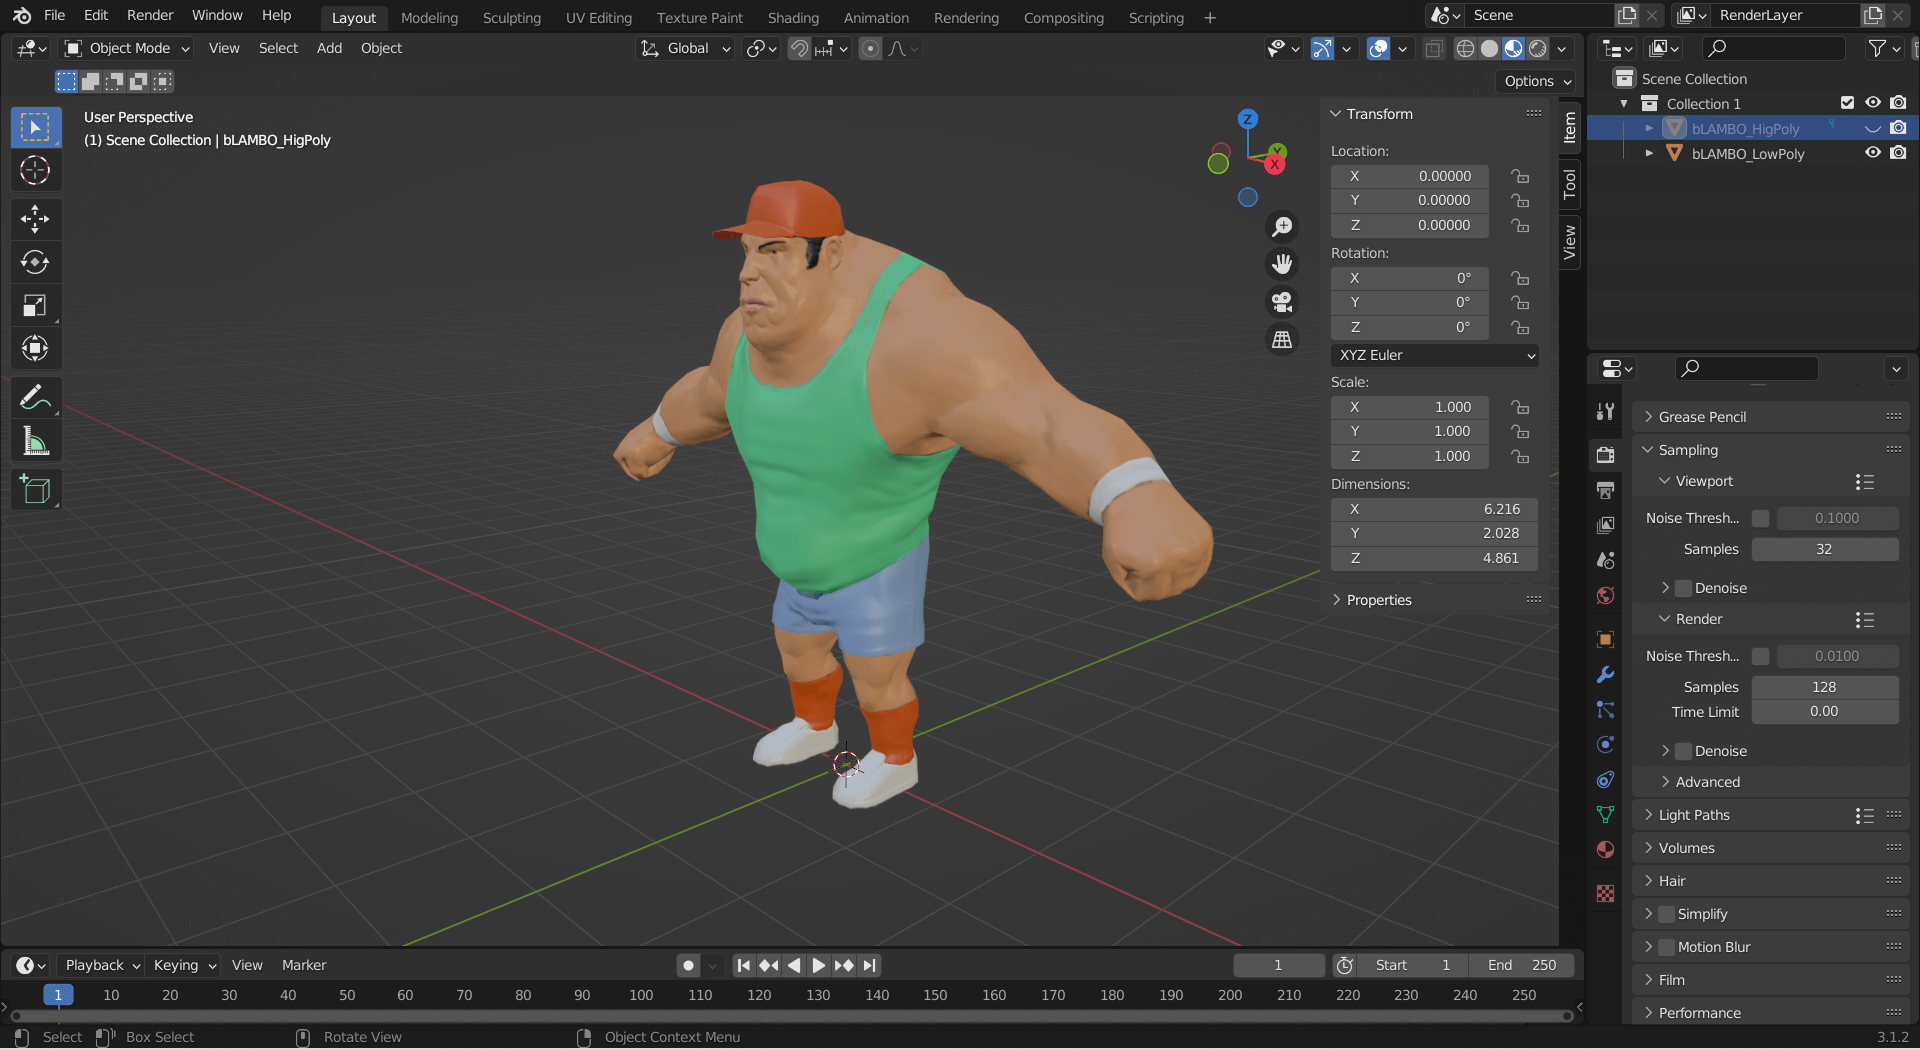 File Edit Render Window Help
Layout Modeling Sculpting UV Editing Texture Paint Shading Animation Rendering Compositing Scripting +
Scene
RenderLayer
Object Mode View Select Add Object
Global
Options
User Perspective
(1) Scene Collection | bLAMBO_HigPoly
Z
Y
X
Transform
Location:
X 0.00000
Y 0.00000
Z 0.00000
Rotation:
X 0°
Y 0°
Z 0°
XYZ Euler
Scale:
X 1.000
Y 1.000
Z 1.000
Dimensions:
X 6.216
Y 2.028
Z 4.861
Properties
Item
Tool
View
Scene Collection
Collection 1
bLAMBO_HigPoly
bLAMBO_LowPoly
Grease Pencil
Sampling
Viewport
Noise Thresh... 0.1000
Samples 32
Denoise
Render
Noise Thresh... 0.0100
Samples 128
Time Limit 0.00
Denoise
Advanced
Light Paths
Volumes
Hair
Simplify
Motion Blur
Film
Performance
Playback Keying View Marker
1
Start 1 End 250
1 10 20 30 40 50 60 70 80 90 100 110 120 130 140 150 160 170 180 190 200 210 220 230 240 250
Select Box Select Rotate View Object Context Menu
3.1.2